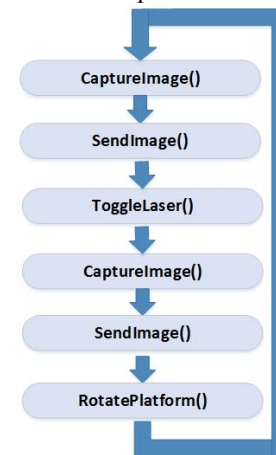 CaptureImage()
SendImage()
ToggleLaser()
CaptureImage()
SendImage()
RotatePlatform()